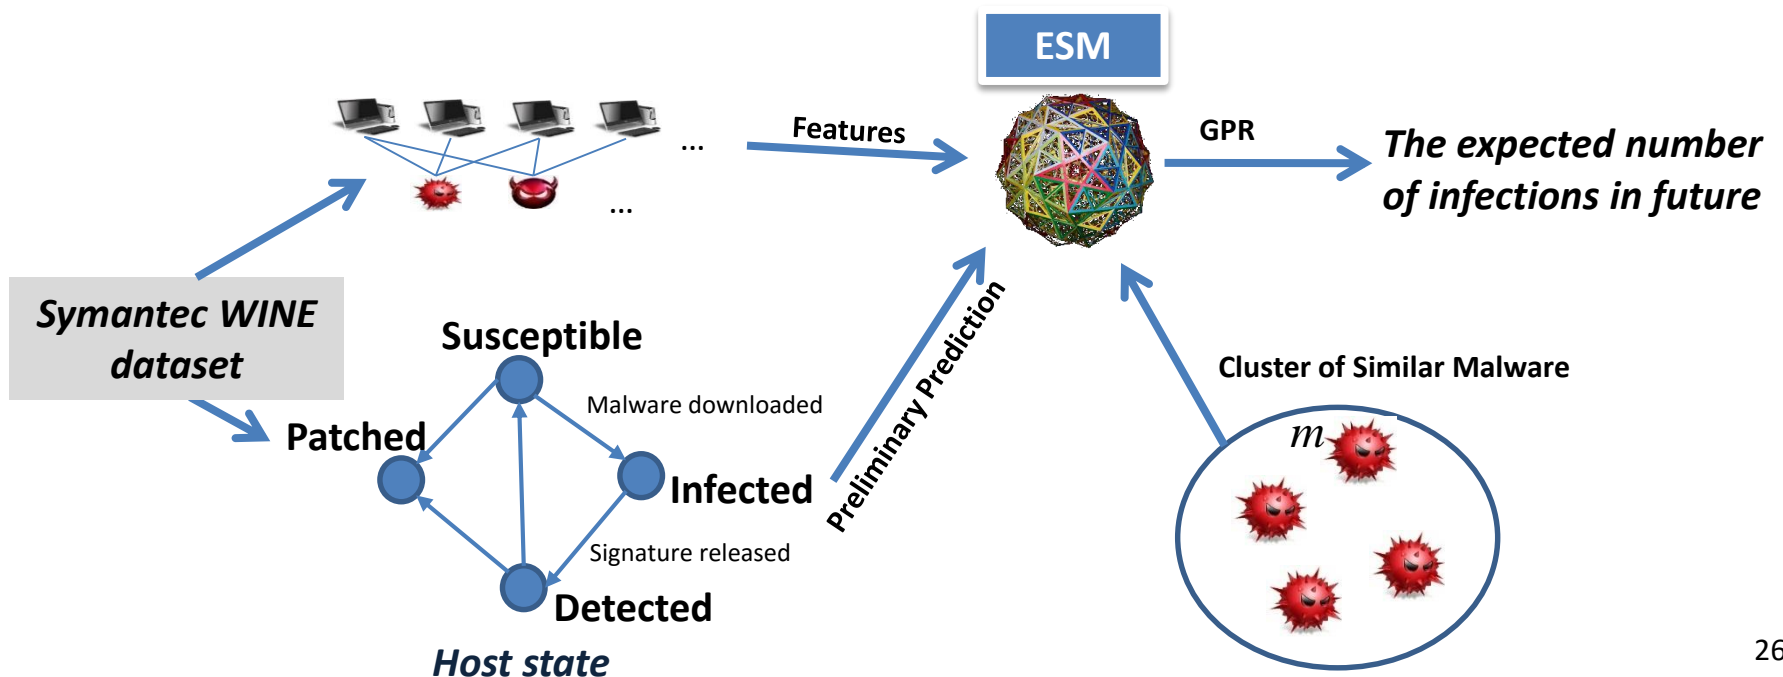 ESM
Features
GPR
...
...
The expected number
of infections in future
Symantec WINE
dataset
Susceptible
Malware downloaded
Patched
Infected
Signature released
Detected
Host state
Preliminary Prediction
Cluster of Similar Malware
m
26